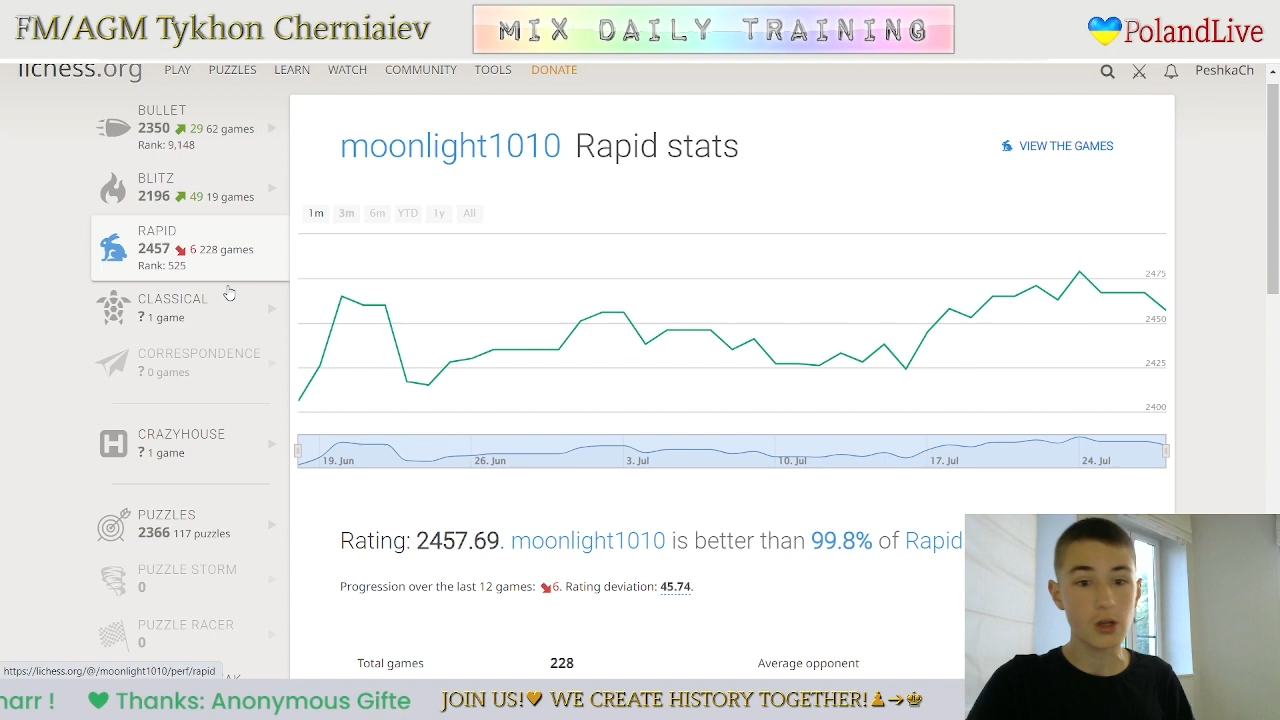 FM/AGM Tykhon Cherniaiev
MIX DAILY TRAINING
PolandLive
lichess.org
PLAY PUZZLES LEARN WATCH COMMUNITY TOOLS DONATE
PeshkaCh
BULLET
2350 29 62 games
Rank: 9,148
BLITZ
2196 49 19 games
RAPID
2457 6 228 games
Rank: 525
CLASSICAL
? 1 game
CORRESPONDENCE
? 0 games
CRAZYHOUSE
? 1 game
PUZZLES
2366 117 puzzles
PUZZLE STORM
0
PUZZLE RACER
0
moonlight1010 Rapid stats
VIEW THE GAMES
1m 3m 6m YTD 1y All
2475
2450
2425
2400
19. Jun 26. Jun 3. Jul 10. Jul 17. Jul 24. Jul
Rating: 2457.69. moonlight1010 is better than 99.8% of Rapid
Progression over the last 12 games: 6. Rating deviation: 45.74.
Total games 228 Average opponent
https://lichess.org/@/moonlight1010/perf/rapid
narr ! Thanks: Anonymous Gifte
JOIN US! WE CREATE HISTORY TOGETHER!